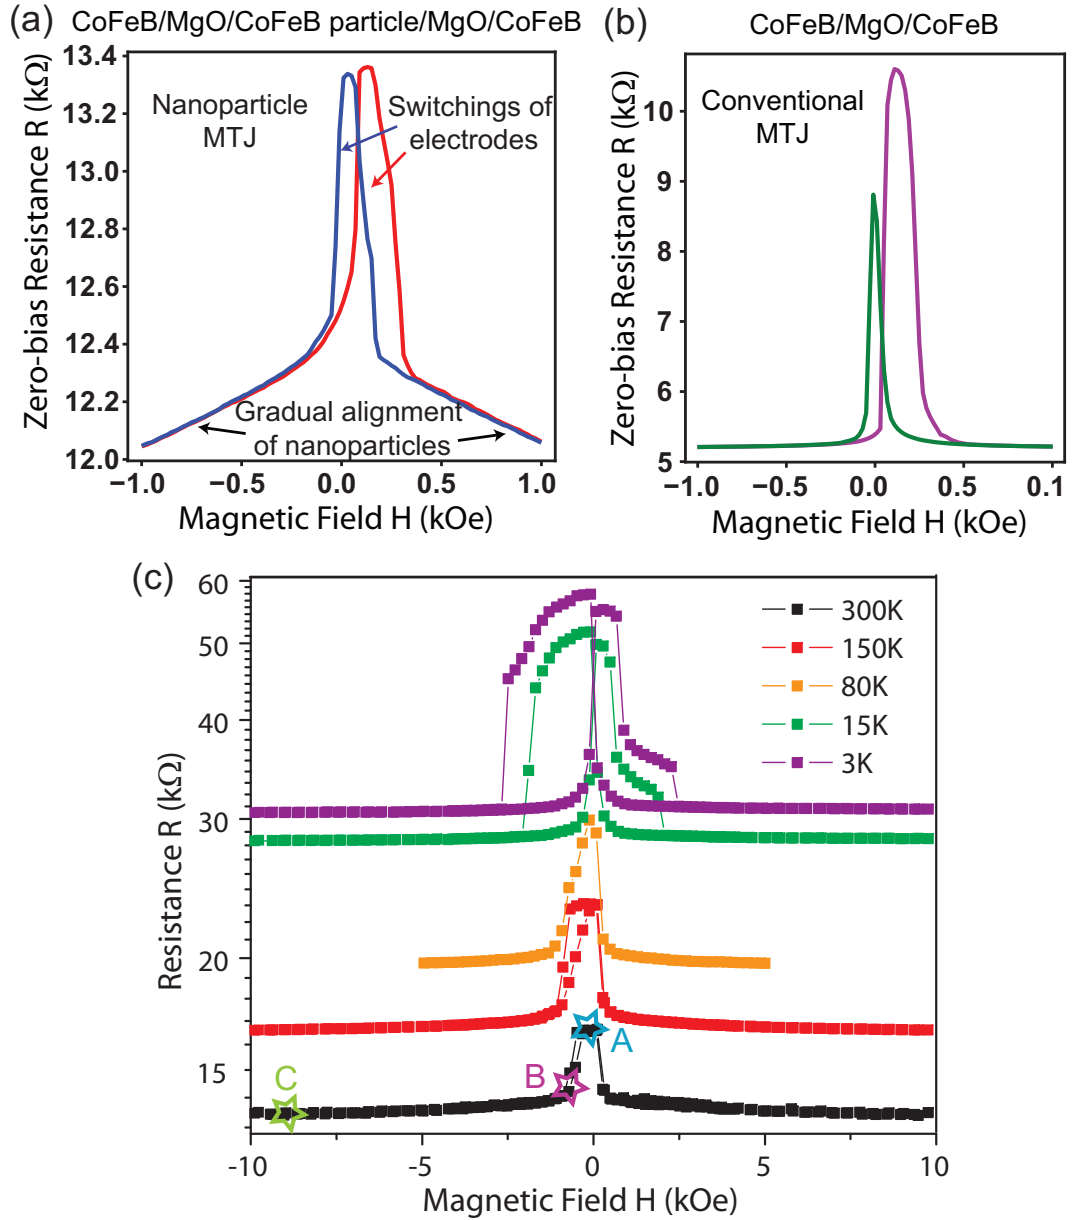 (a) CoFeB/MgO/CoFeB particle/MgO/CoFeB
Zero-bias Resistance R (kΩ)
13.4
13.2
13.0
12.8
12.6
12.4
12.2
12.0
Nanoparticle
MTJ
Switchings of
electrodes
Gradual alignment
of nanoparticles
−1.0
−0.5
0.0
0.5
1.0
Magnetic Field H (kOe)
(b) CoFeB/MgO/CoFeB
Zero-bias Resistance R (kΩ)
10
9
8
7
6
5
Conventional
MTJ
−1.0
−0.5
0.0
0.5
0.1
Magnetic Field H (kOe)
(c)
Resistance R (kΩ)
60
50
40
30
20
15
300K
150K
80K
15K
3K
A
B
C
-10
-5
0
5
10
Magnetic Field H (kOe)